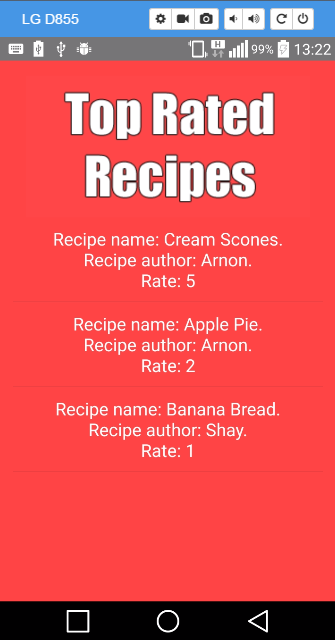 LG D855
H 99% 13:22
Top Rated
Recipes
Recipe name: Cream Scones.
Recipe author: Arnon.
Rate: 5
Recipe name: Apple Pie.
Recipe author: Arnon.
Rate: 2
Recipe name: Banana Bread.
Recipe author: Shay.
Rate: 1